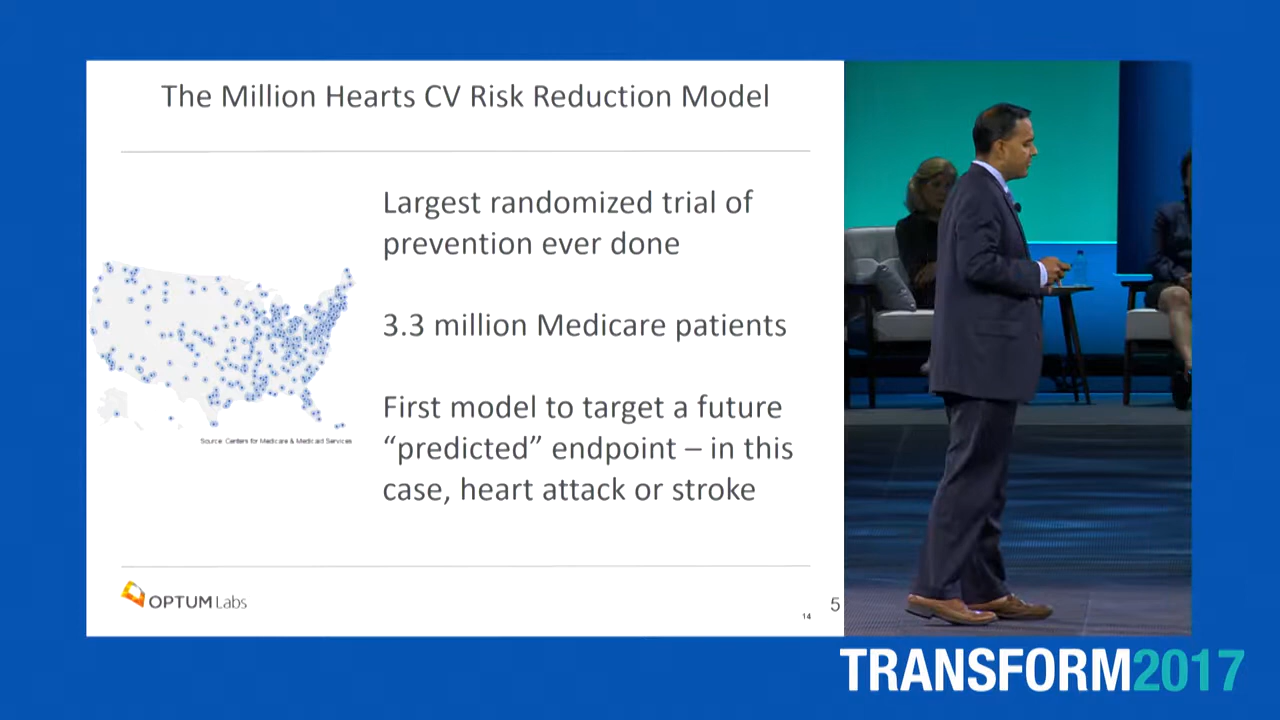 The Million Hearts CV Risk Reduction Model
Largest randomized trial of
prevention ever done
3.3 million Medicare patients
First model to target a future
“predicted” endpoint – in this
case, heart attack or stroke
Source: Centers for Medicare & Medicaid Services
OPTUM Labs
14
5
TRANSFORM2017